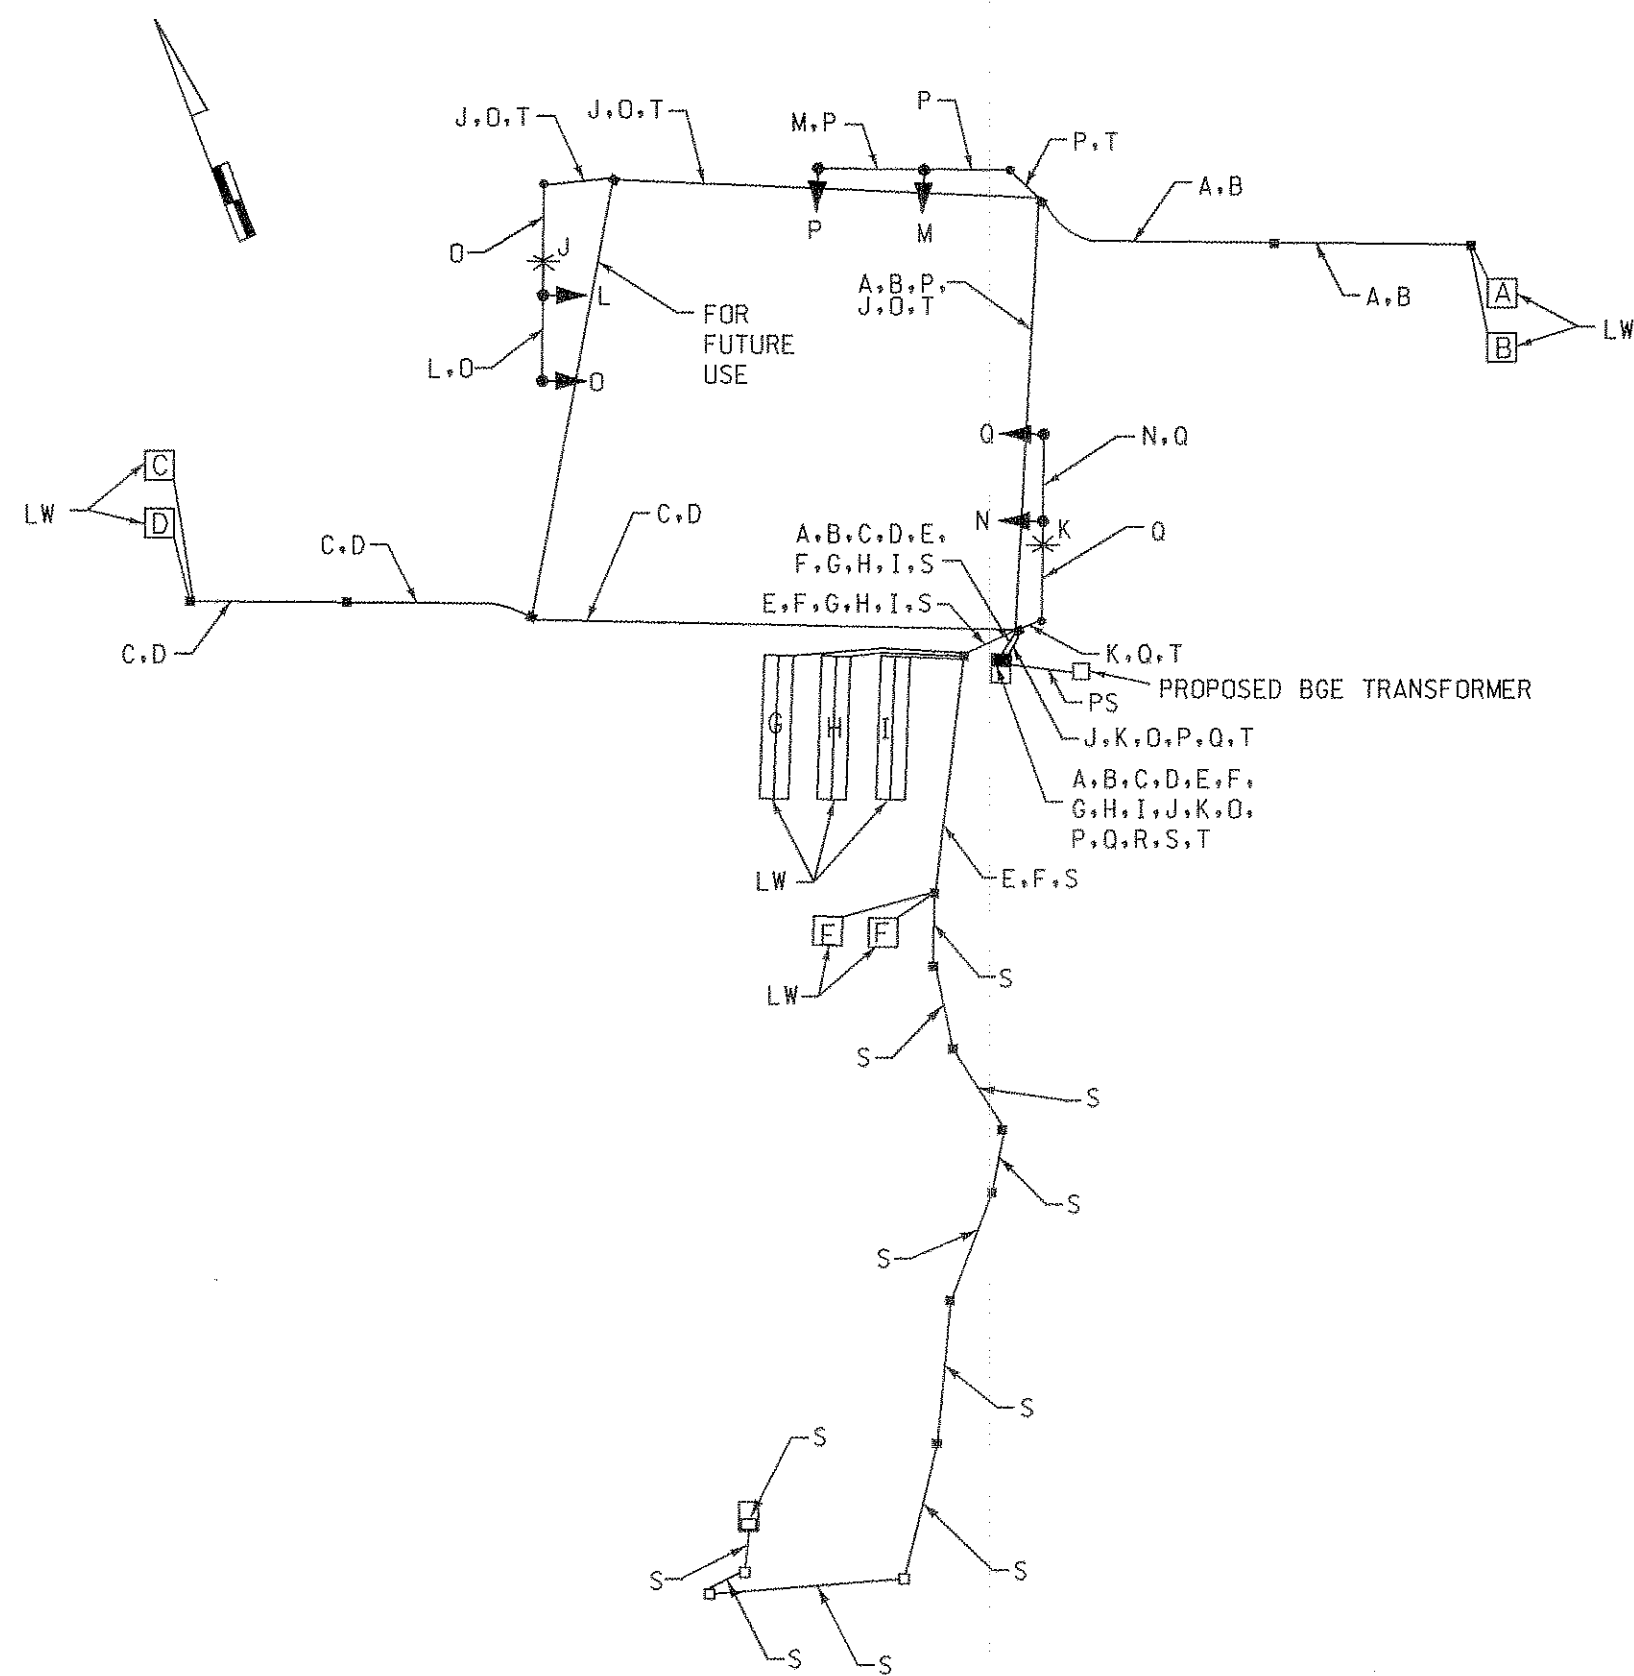 P
J,O,T
J,O,T
M,P
P,T
A,B
P
M
O
J
L
A,B,P,
J,O,T
A,B
A
B
LW
FOR
FUTURE
USE
L,O
O
Q
N,Q
C
D
LW
C,D
C,D
N
K
Q
A,B,C,D,E,
F,G,H,I,S
E,F,G,H,I,S
C,D
K,Q,T
PROPOSED BGE TRANSFORMER
PS
G
H
I
J,K,O,P,Q,T
A,B,C,D,E,F,
G,H,I,J,K,O,
P,Q,R,S,T
LW
E,F,S
E
F
S
LW
S
S
S
S
S
S
S
S
S
S